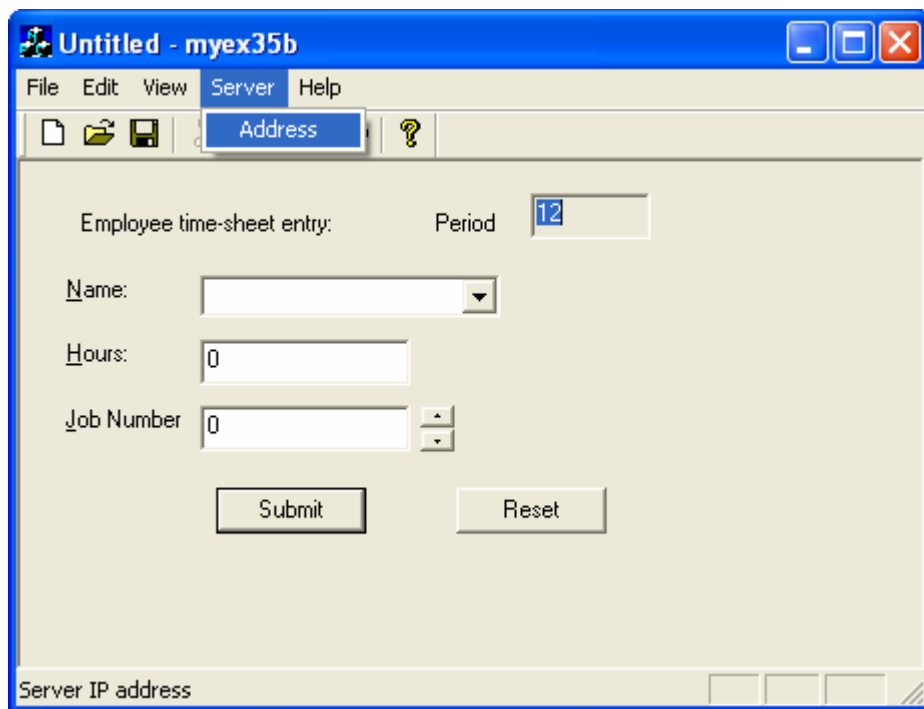 Untitled - myex35b
File Edit View Server Help
Address
Employee time-sheet entry: Period 12
Name:
Hours: 0
Job Number 0
Submit Reset
Server IP address